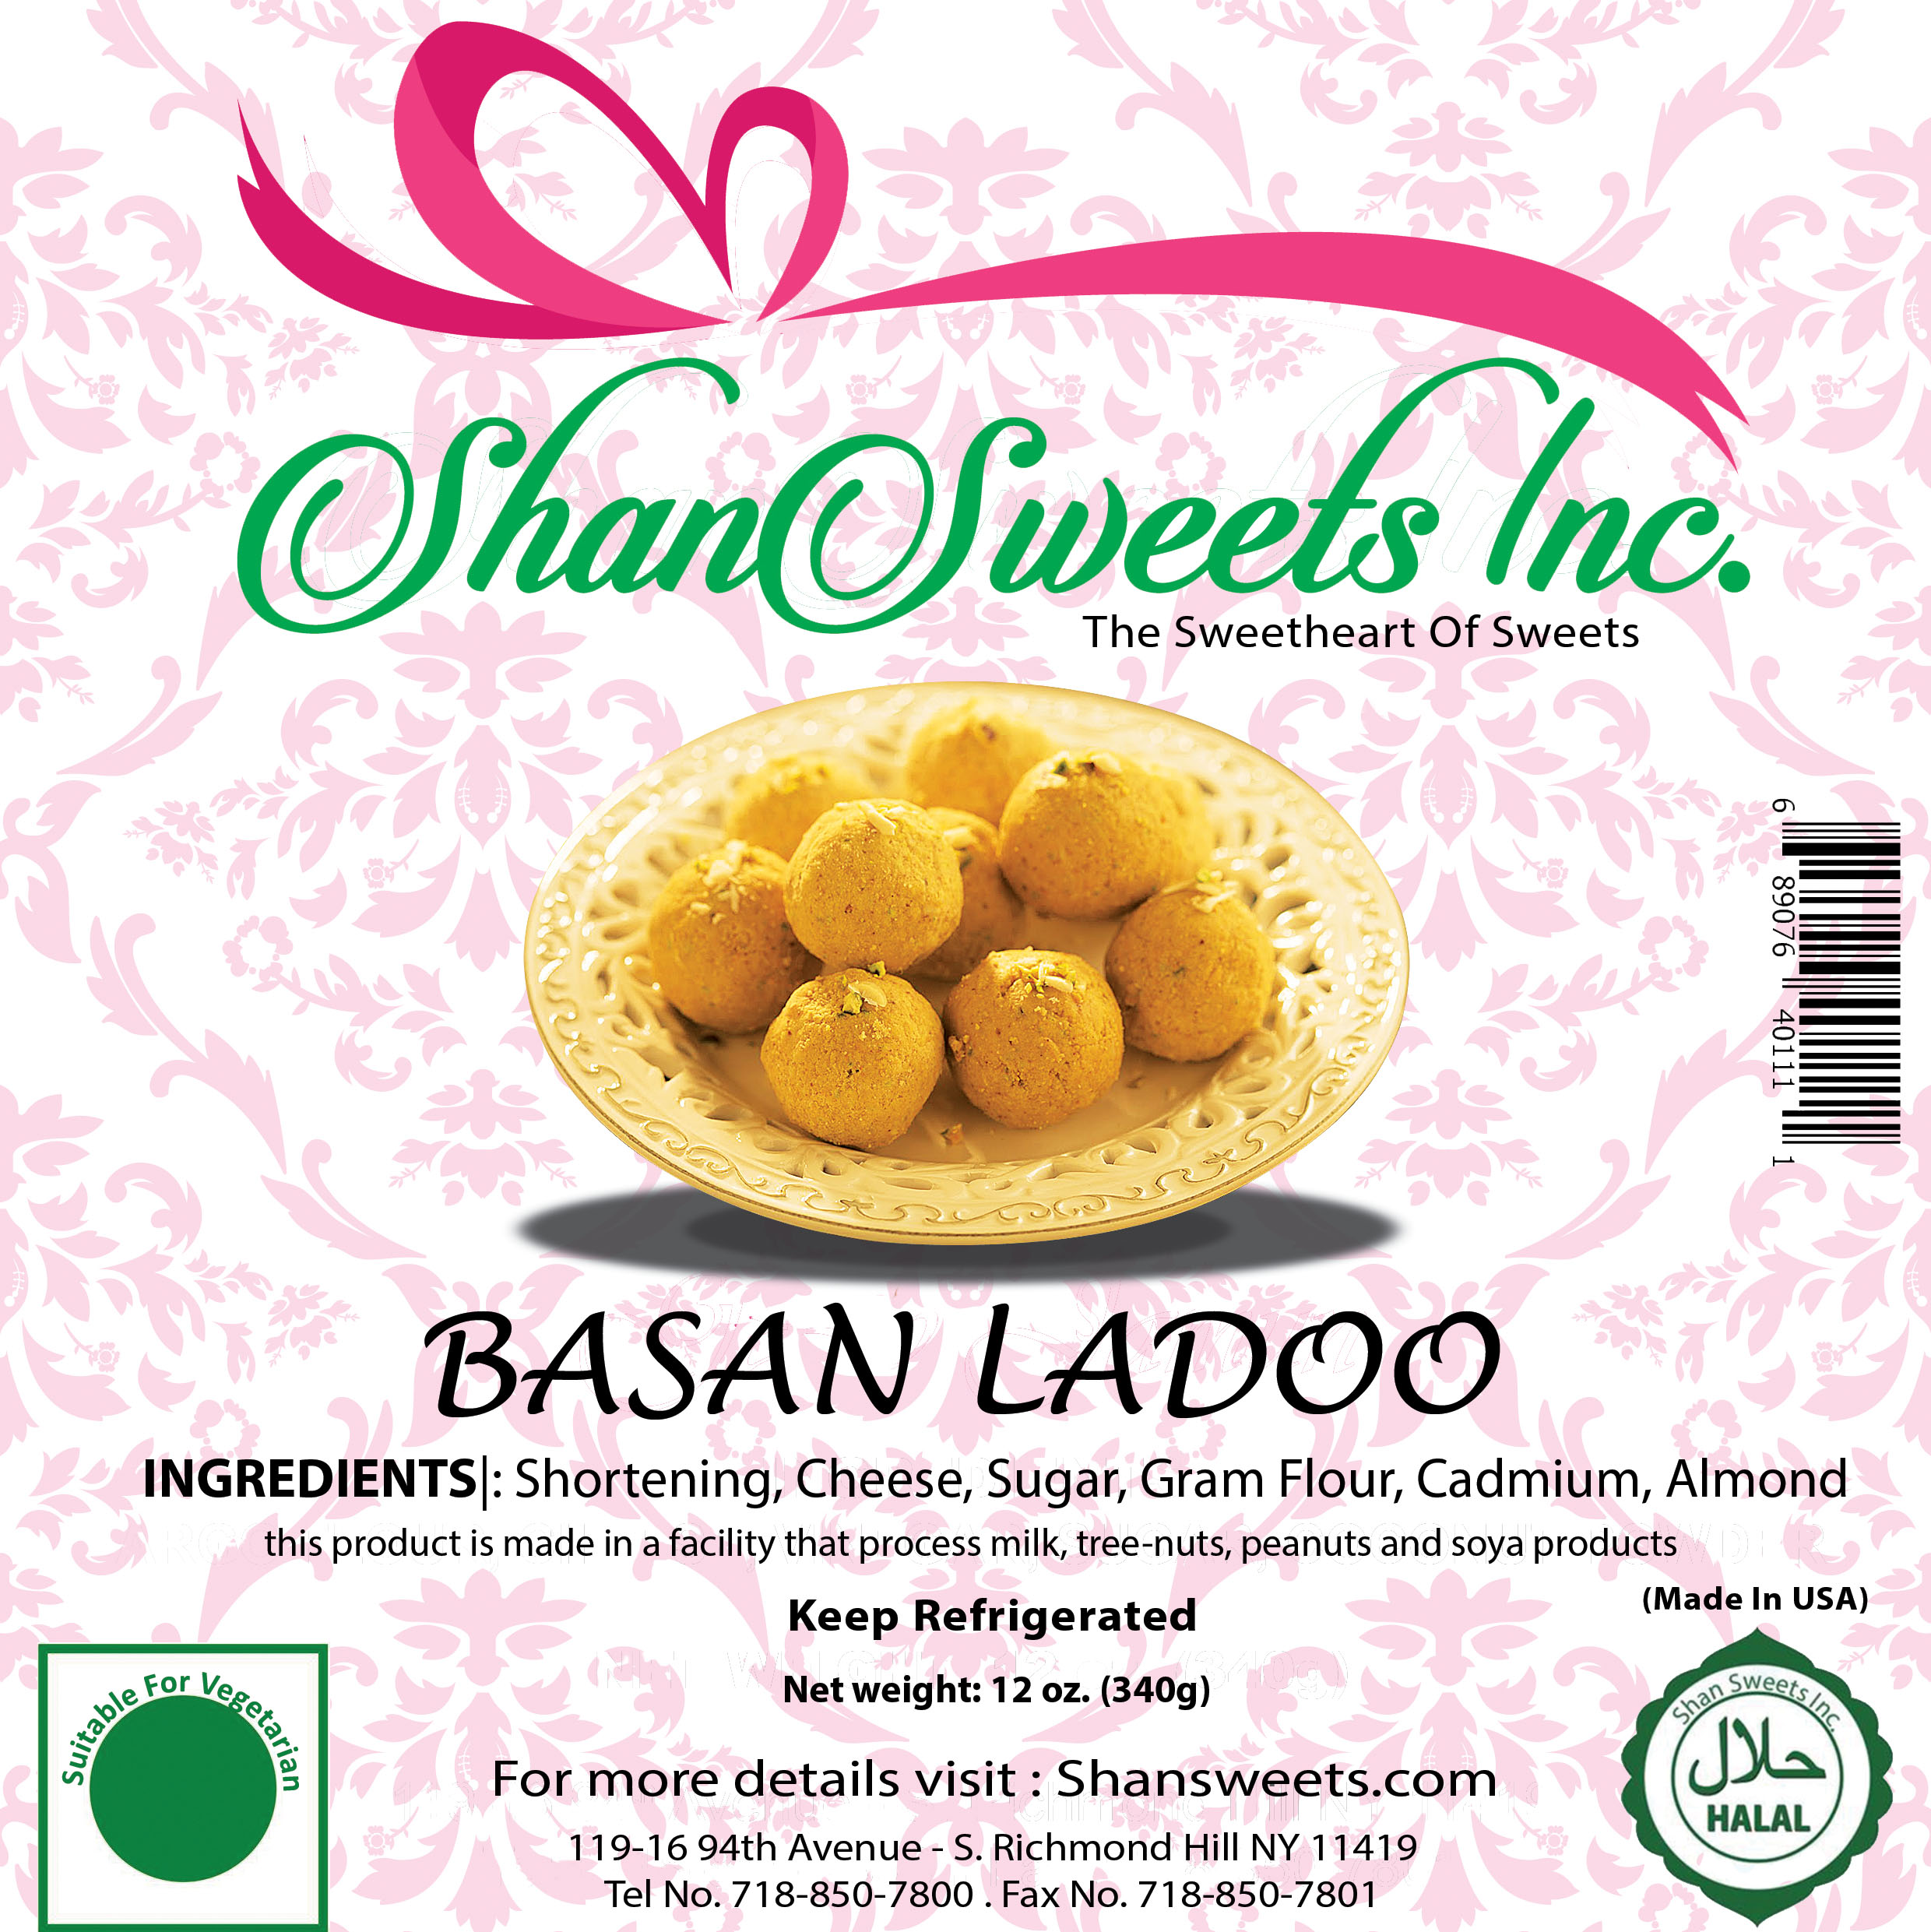 ShanSweets Inc.
The Sweetheart Of Sweets
6 89076 40111 1
BASAN LADOO
INGREDIENTS|: Shortening, Cheese, Sugar, Gram Flour, Cadmium, Almond
this product is made in a facility that process milk, tree-nuts, peanuts and soya products
(Made In USA)
Keep Refrigerated
Net weight: 12 oz. (340g)
Suitable For Vegetarian
Shan Sweets Inc.
حلال
HALAL
For more details visit : Shansweets.com
119-16 94th Avenue - S. Richmond Hill NY 11419
Tel No. 718-850-7800 . Fax No. 718-850-7801